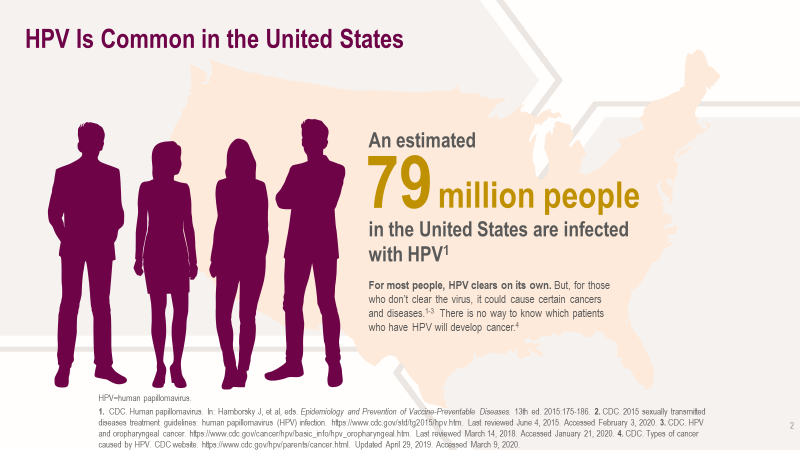 HPV Is Common in the United States
An estimated
79 million people
in the United States are infected
with HPV1
For most people, HPV clears on its own. But, for those
who don't clear the virus, it could cause certain cancers
and diseases.1-3 There is no way to know which patients
who have HPV will develop cancer.4
HPV=human papillomavirus.
1. CDC. Human papillomavirus. In: Hamborsky J, et al, eds. Epidemiology and Prevention of Vaccine-Preventable Diseases. 13th ed. 2015:175-186. 2. CDC. 2015 sexually transmitted
diseases treatment guidelines: human papillomavirus (HPV) infection. https://www.cdc.gov/std/tg2015/hpv.htm. Last reviewed June 4, 2015. Accessed February 3, 2020. 3. CDC. HPV
and oropharyngeal cancer. https://www.cdc.gov/cancer/hpv/basic_info/hpv_oropharyngeal.htm. Last reviewed March 14, 2018. Accessed January 21, 2020. 4. CDC. Types of cancer
caused by HPV. CDC website. https://www.cdc.gov/hpv/parents/cancer.html. Updated April 29, 2019. Accessed March 9, 2020.
2